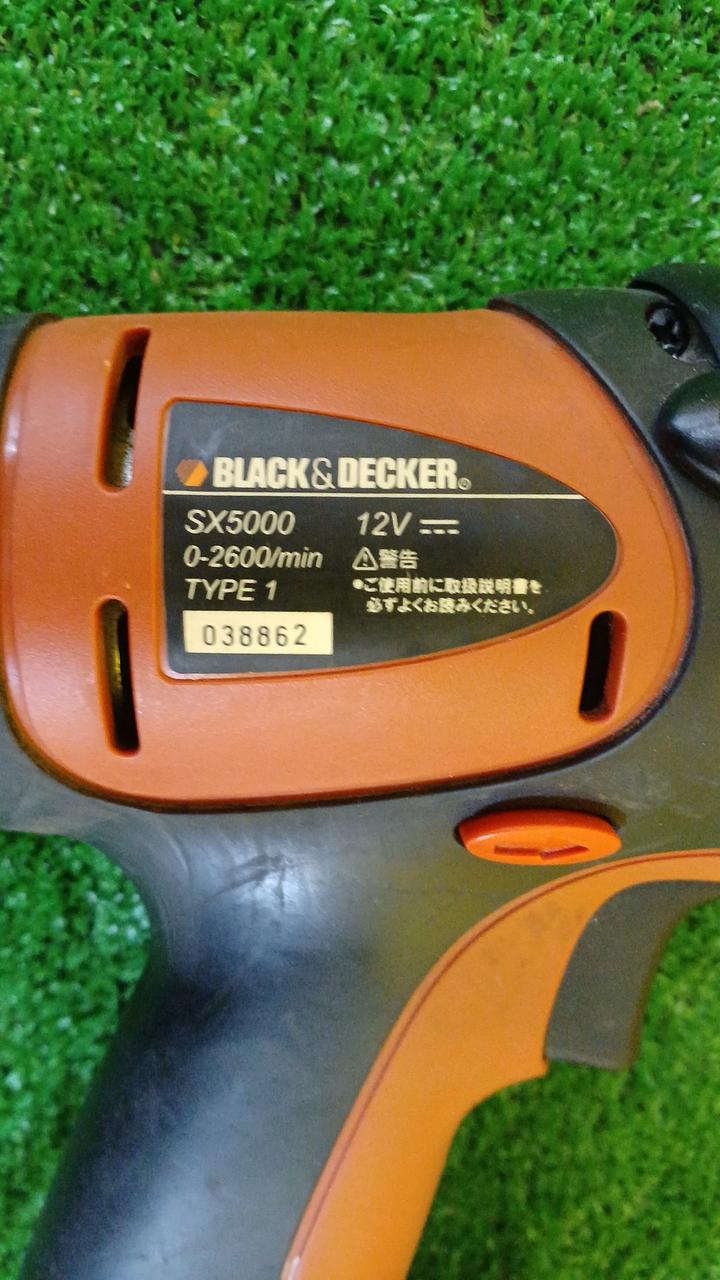 BLACK&DECKER®
SX5000 12V ⎓
0-2600/min ⚠警告
TYPE 1 •ご使用前に取扱説明書を
必ずよくお読みください。
038862